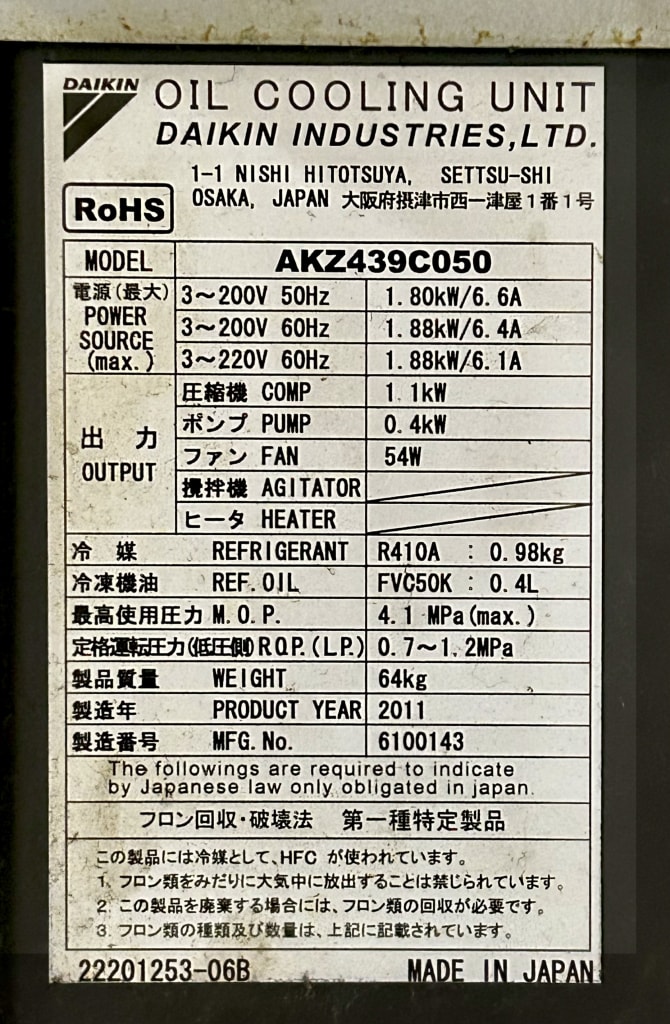 DAIKIN OIL COOLING UNIT
DAIKIN INDUSTRIES,LTD.
1-1 NISHI HITOTSUYA, SETTSU-SHI
OSAKA, JAPAN 大阪府摂津市西一津屋1番1号
RoHS
MODEL AKZ439C050
電源(最大) POWER SOURCE (max.)
3~200V 50Hz 1.80kW/6.6A
3~200V 60Hz 1.88kW/6.4A
3~220V 60Hz 1.88kW/6.1A
出力 OUTPUT
圧縮機 COMP 1.1kW
ポンプ PUMP 0.4kW
ファン FAN 54W
攪拌機 AGITATOR
ヒータ HEATER
冷媒 REFRIGERANT R410A : 0.98kg
冷凍機油 REF.OIL FVC50K : 0.4L
最高使用圧力 M.O.P. 4.1 MPa(max.)
定格運転圧力(低圧側) R.O.P.(L.P.) 0.7~1.2MPa
製品質量 WEIGHT 64kg
製造年 PRODUCT YEAR 2011
製造番号 MFG.No. 6100143
The followings are required to indicate
by Japanese law only obligated in japan.
フロン回収・破壊法 第一種特定製品
この製品には冷媒として、HFC が使われています。
1. フロン類をみだりに大気中に放出することは禁じられています。
2. この製品を廃棄する場合には、フロン類の回収が必要です。
3. フロン類の種類及び数量は、上記に記載されています。
22201253-06B MADE IN JAPAN